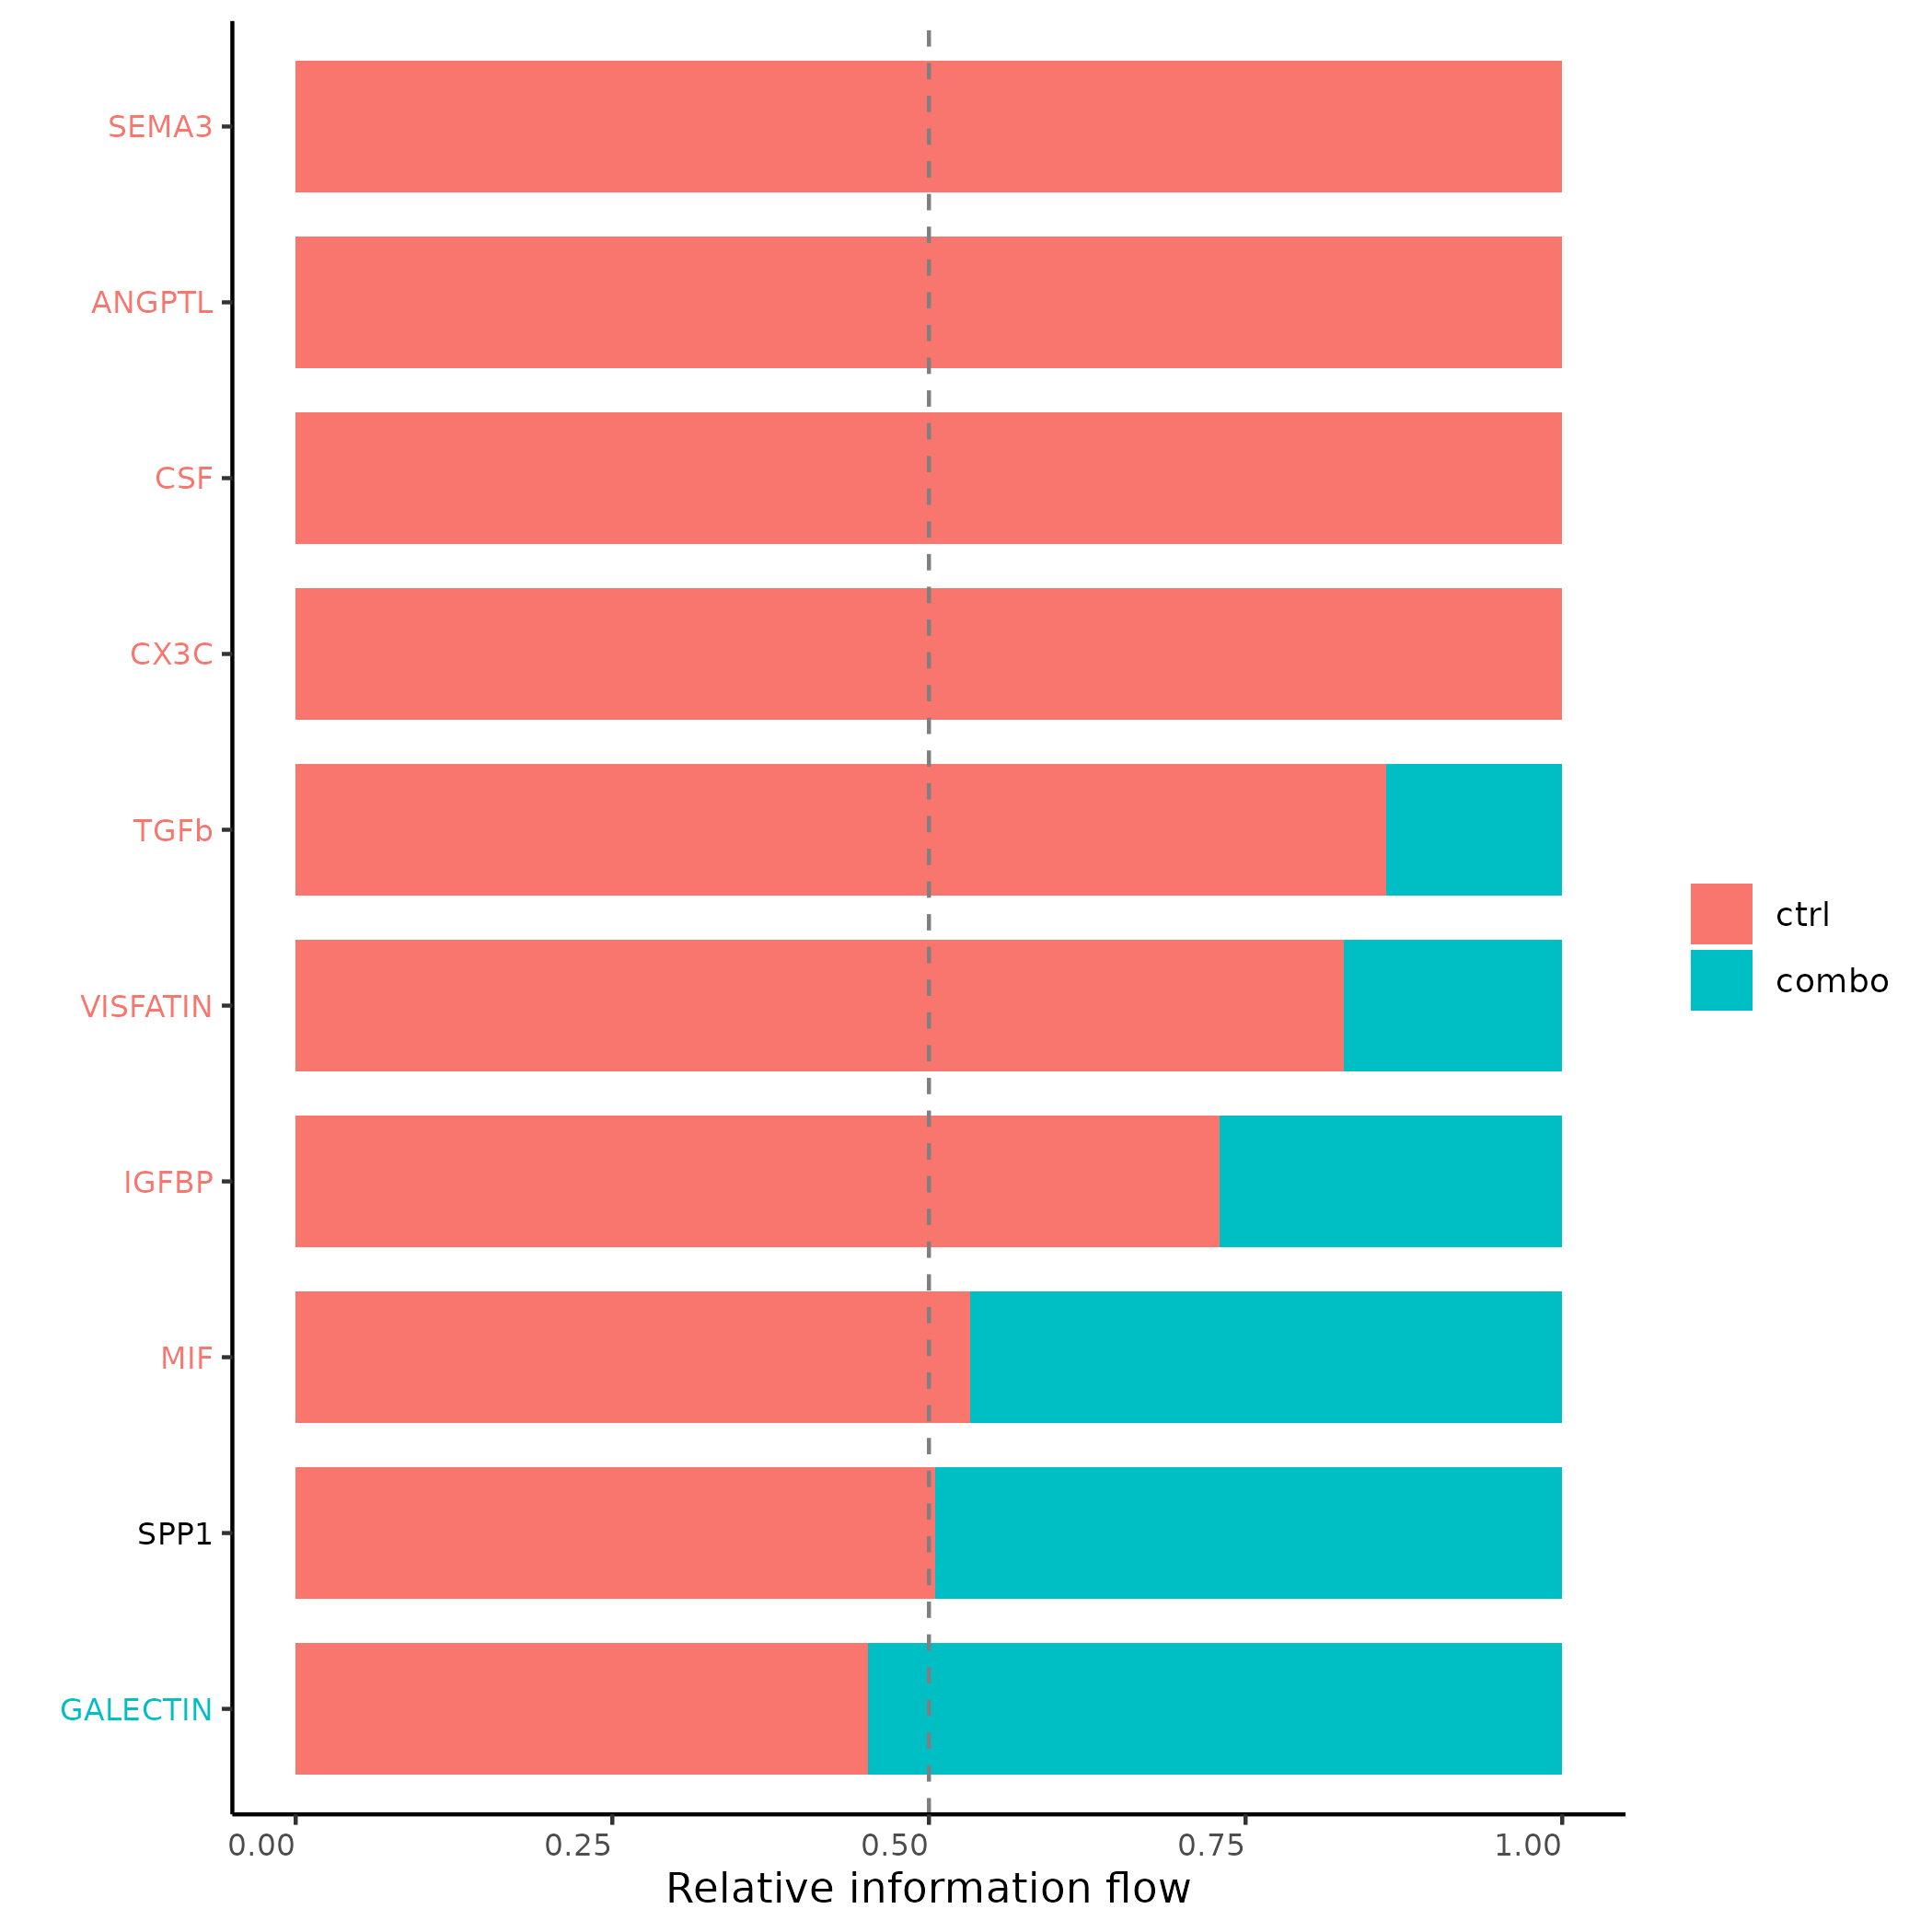 SEMA3
ANGPTL
CSF
CX3C
TGFb
VISFATIN
IGFBP
MIF
SPP1
GALECTIN
0.00 0.25 0.50 0.75 1.00
Relative information flow
ctrl
combo